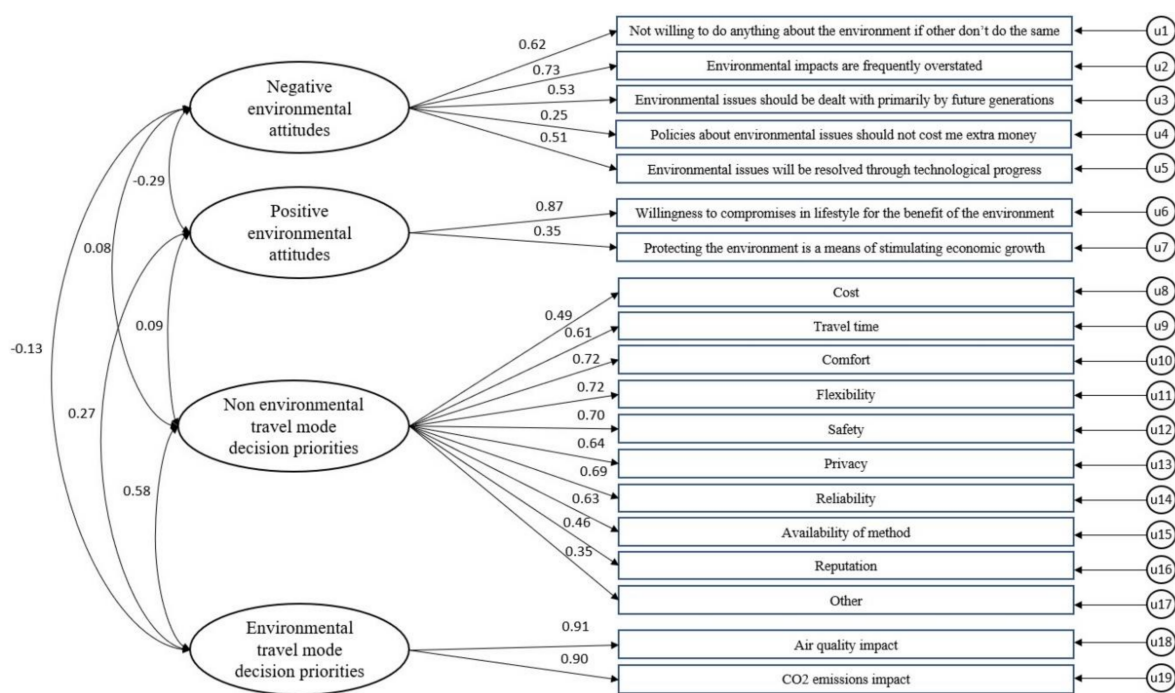 Not willing to do anything about the environment if other don't do the same
u1
0.62
Environmental impacts are frequently overstated
u2
0.73
Negative
environmental
attitudes
0.53
Environmental issues should be dealt with primarily by future generations
u3
0.25
Policies about environmental issues should not cost me extra money
u4
0.51
Environmental issues will be resolved through technological progress
u5
-0.29
Positive
environmental
attitudes
0.87
Willingness to compromises in lifestyle for the benefit of the environment
u6
0.35
Protecting the environment is a means of stimulating economic growth
u7
0.08
0.09
-0.13
0.27
0.58
Non environmental
travel mode
decision priorities
0.49
Cost
u8
0.61
Travel time
u9
0.72
Comfort
u10
0.72
Flexibility
u11
0.70
Safety
u12
0.64
Privacy
u13
0.69
Reliability
u14
0.63
Availability of method
u15
0.46
Reputation
u16
0.35
Other
u17
Environmental
travel mode
decision priorities
0.91
Air quality impact
u18
0.90
CO2 emissions impact
u19